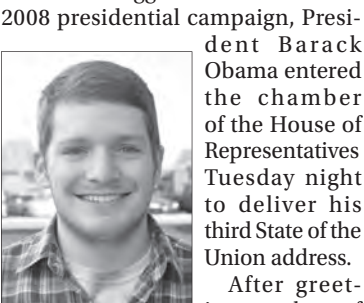 2008 presidential campaign, Presi-
dent Barack
Obama entered
the chamber
of the House of
Representatives
Tuesday night
to deliver his
third State of the
Union address.
After greet-